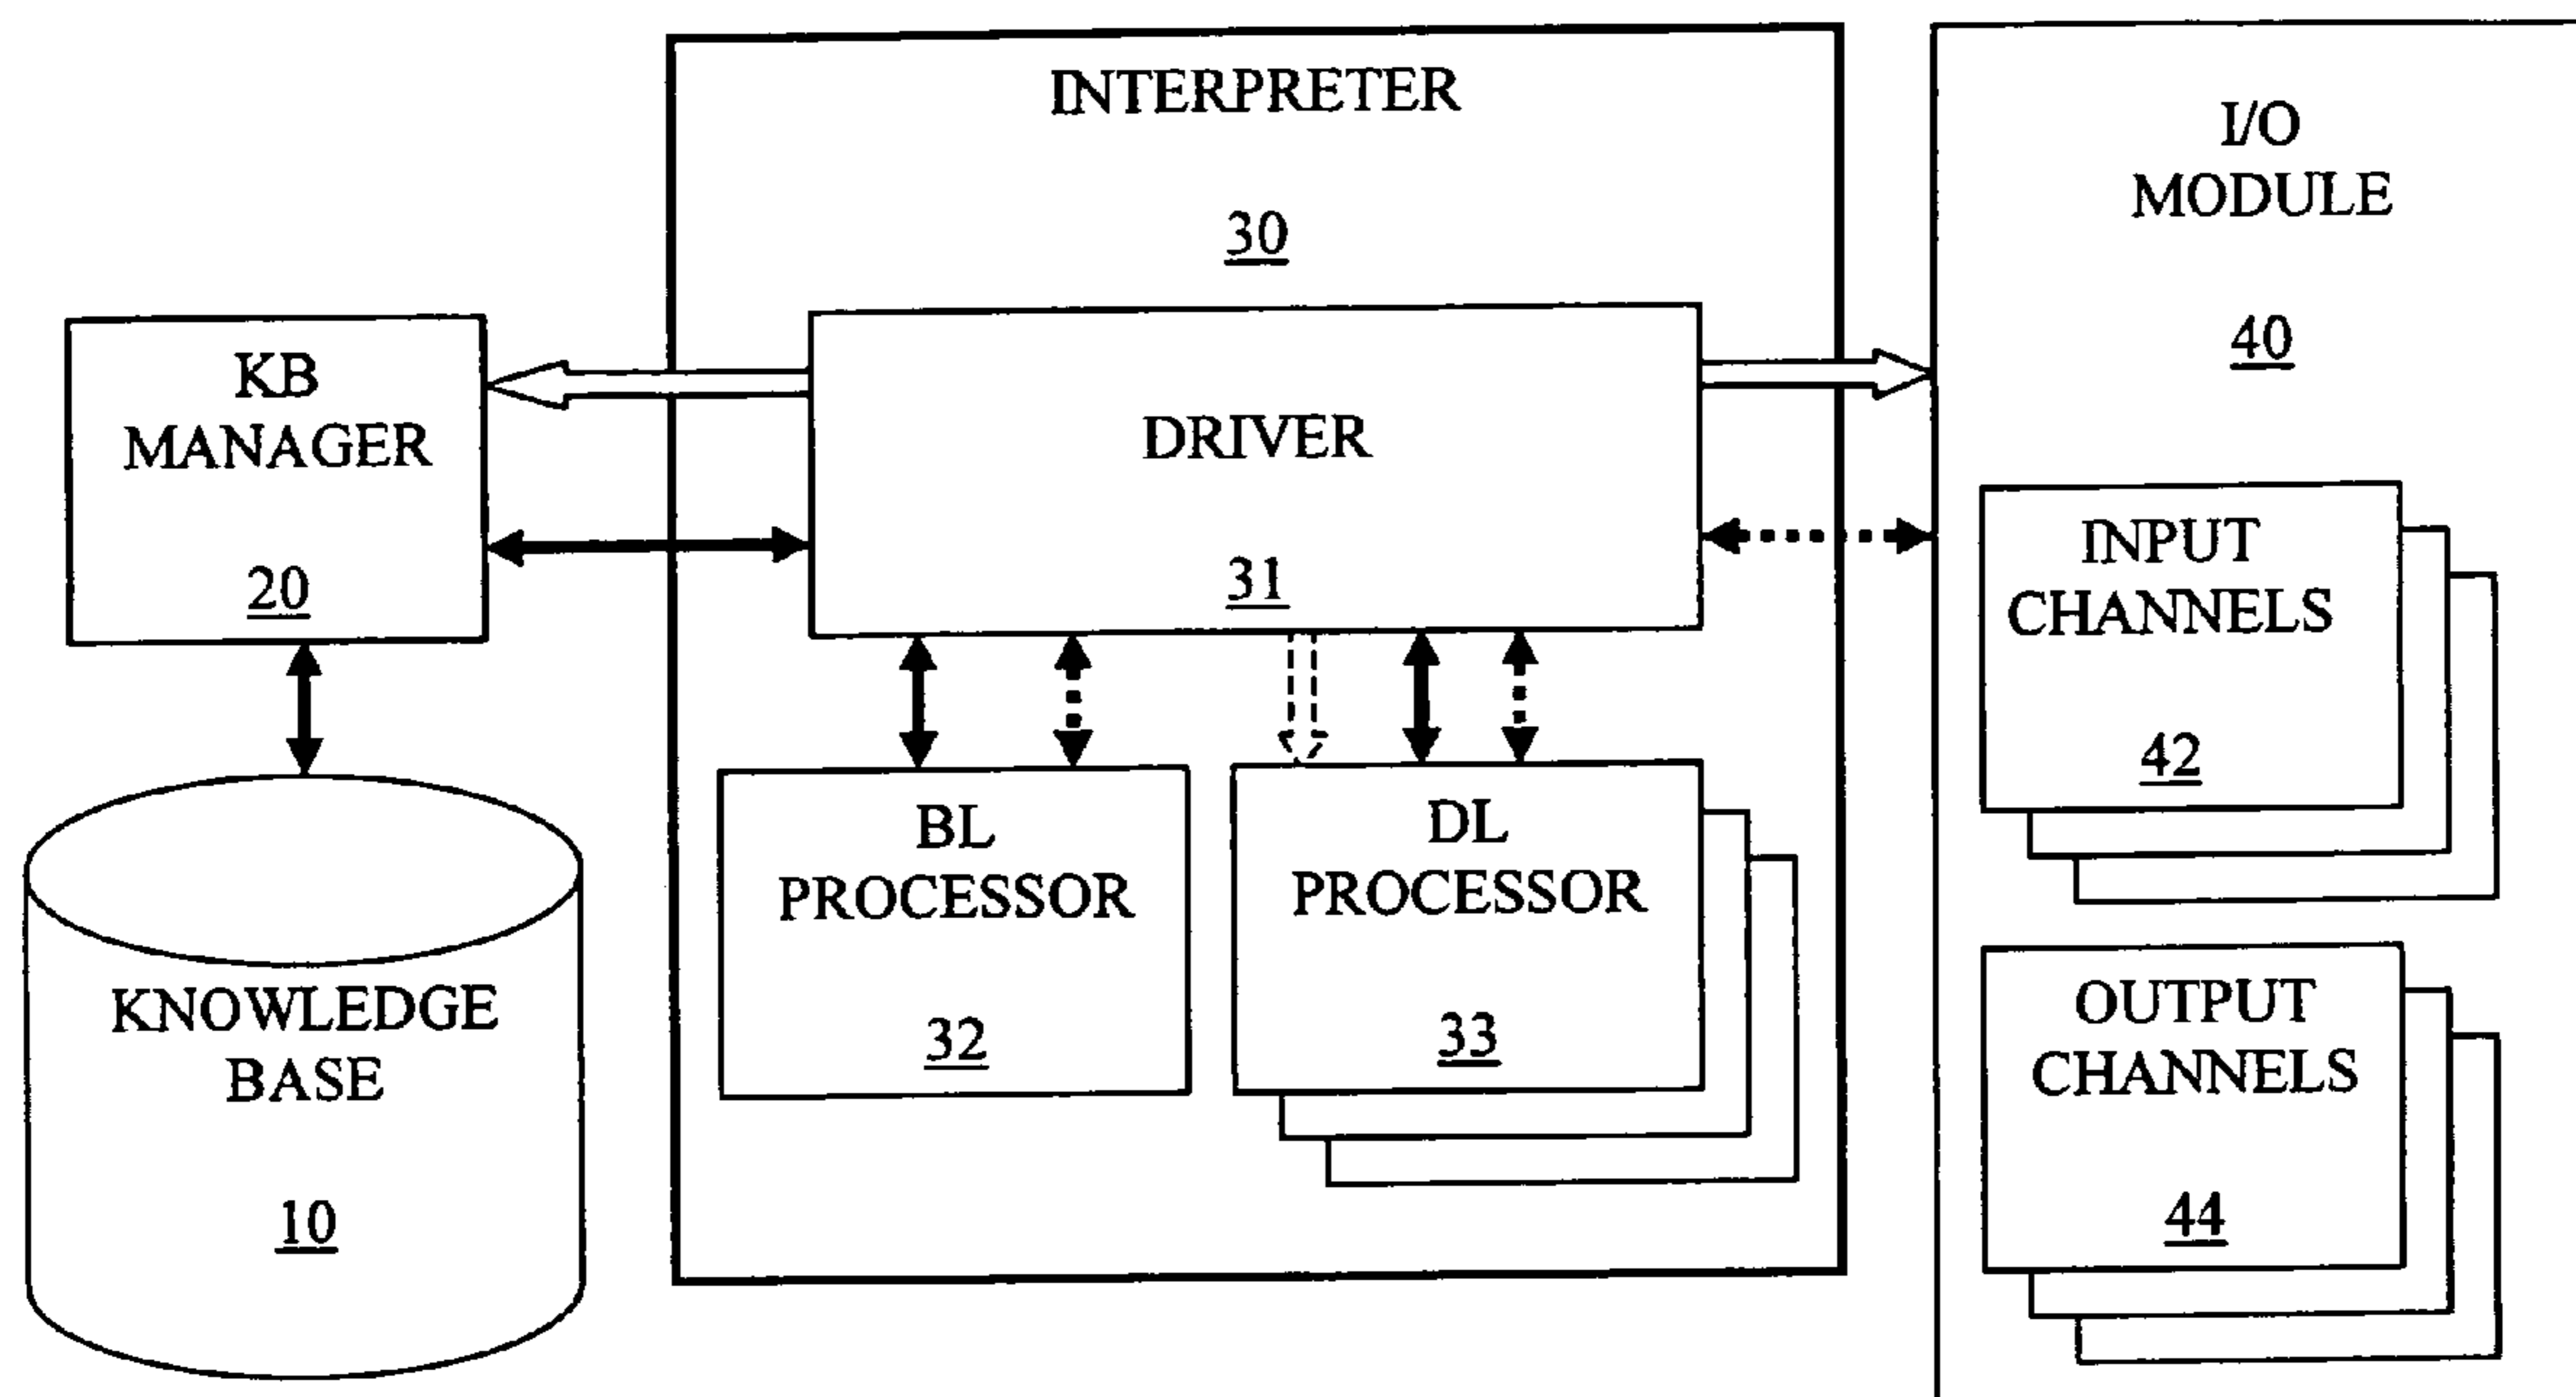 INTERPRETER
30
I/O
MODULE
40
KB
MANAGER
20
DRIVER
31
INPUT
CHANNELS
42
BL
PROCESSOR
32
DL
PROCESSOR
33
KNOWLEDGE
BASE
10
OUTPUT
CHANNELS
44